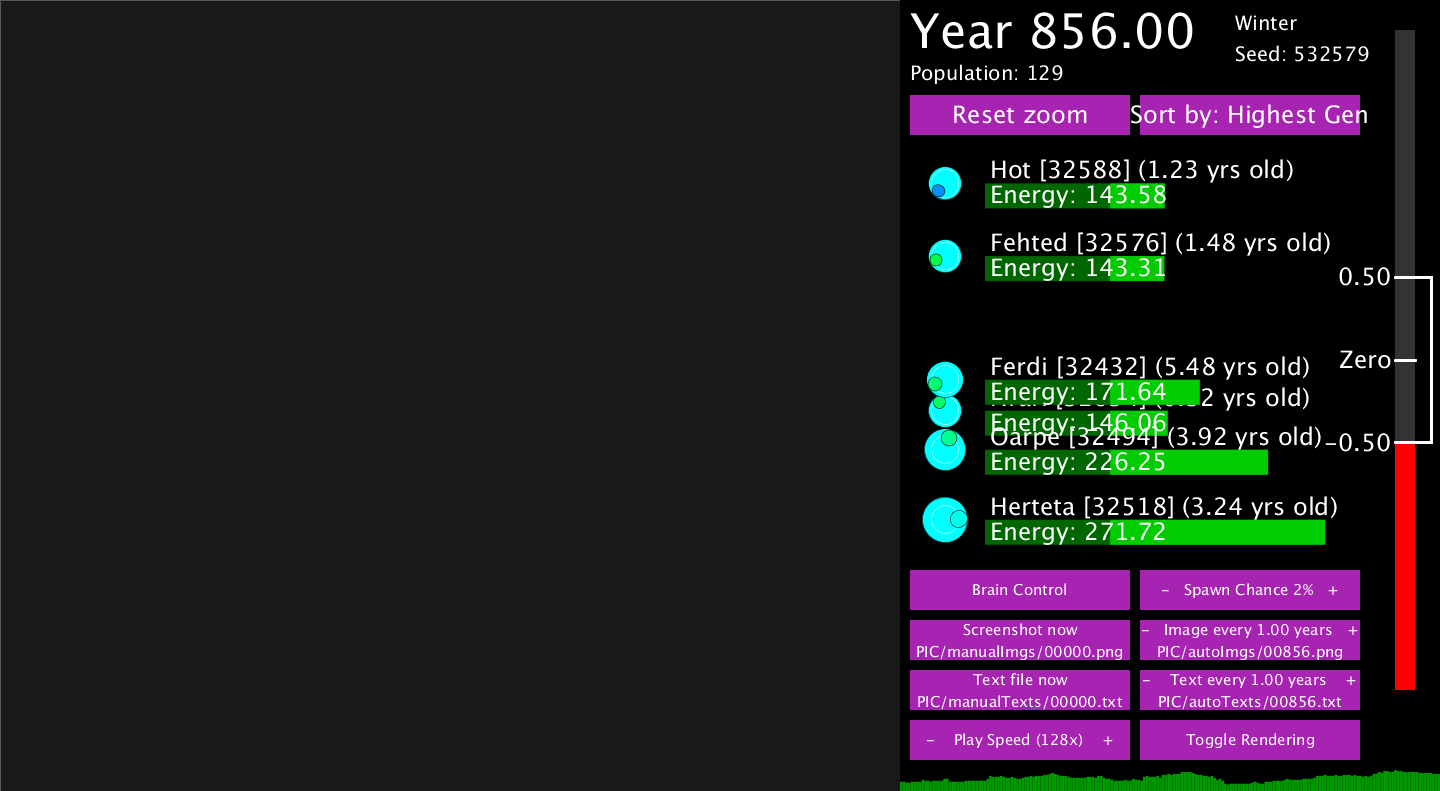 Year 856.00
Winter
Seed: 532579
Population: 129
Reset zoom
Sort by: Highest Gen
Hot [32588] (1.23 yrs old)
Energy: 143.58
Fehted [32576] (1.48 yrs old)
Energy: 143.31
0.50
Zero
-0.50
Ferdi [32432] (5.48 yrs old)
Energy: 171.64
2 yrs old)
Energy: 146.06
Oarpe [32494] (3.92 yrs old)
Energy: 226.25
Herteta [32518] (3.24 yrs old)
Energy: 271.72
Brain Control
- Spawn Chance 2% +
Screenshot now
PIC/manualImgs/00000.png
- Image every 1.00 years +
PIC/autoImgs/00856.png
Text file now
PIC/manualTexts/00000.txt
- Text every 1.00 years +
PIC/autoTexts/00856.txt
- Play Speed (128x) +
Toggle Rendering